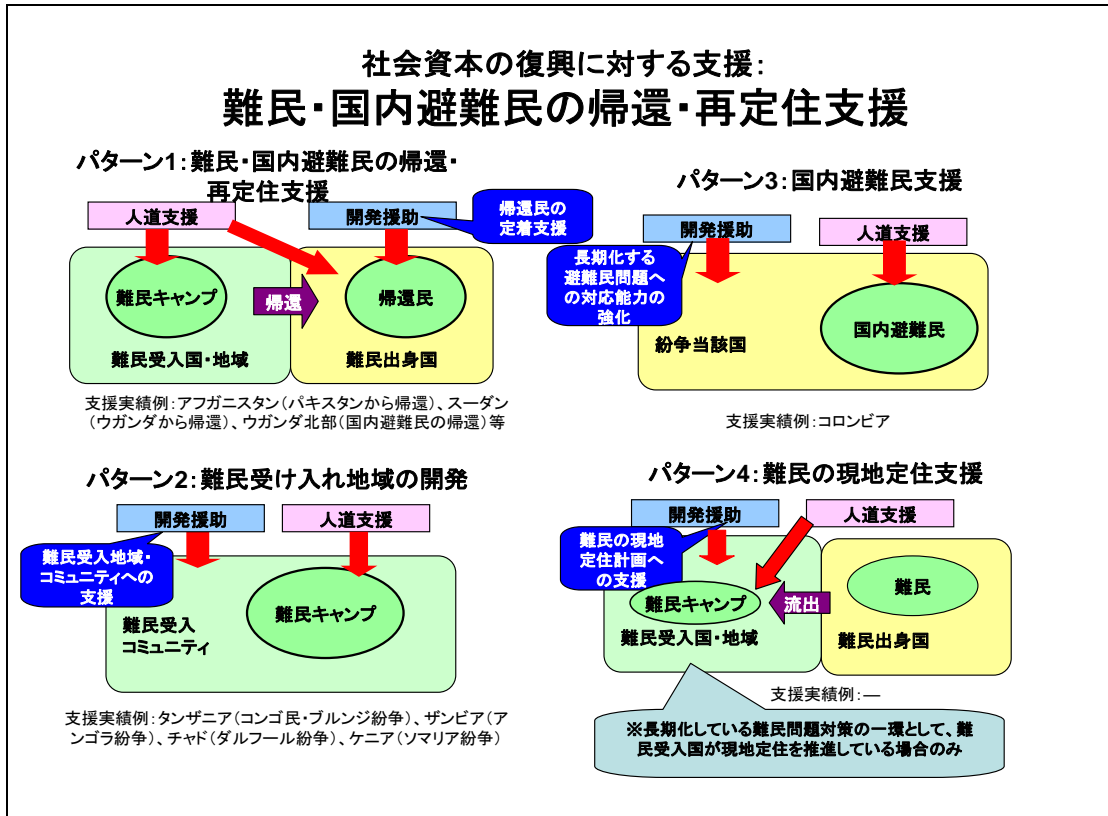 社会資本の復興に対する支援：
難民・国内避難民の帰還・再定住支援
パターン1：難民・国内避難民の帰還・
再定住支援
人道支援
開発援助
帰還民の
定着支援
難民キャンプ
帰還
帰還民
難民受入国・地域
難民出身国
支援実績例：アフガニスタン（パキスタンから帰還）、スーダン
（ウガンダから帰還）、ウガンダ北部（国内避難民の帰還）等
パターン3：国内避難民支援
開発援助
人道支援
長期化する
避難民問題へ
の対応能力の
強化
国内避難民
紛争当該国
支援実績例：コロンビア
パターン2：難民受け入れ地域の開発
開発援助
人道支援
難民受入地域・
コミュニティへの
支援
難民キャンプ
難民受入
コミュニティ
支援実績例：タンザニア（コンゴ民・ブルンジ紛争）、ザンビア（ア
ンゴラ紛争）、チャド（ダルフール紛争）、ケニア（ソマリア紛争）
パターン4：難民の現地定住支援
開発援助
人道支援
難民の現地
定住計画へ
の支援
難民キャンプ
流出
難民
難民受入国・地域
難民出身国
支援実績例：―
※長期化している難民問題対策の一環として、難
民受入国が現地定住を推進している場合のみ